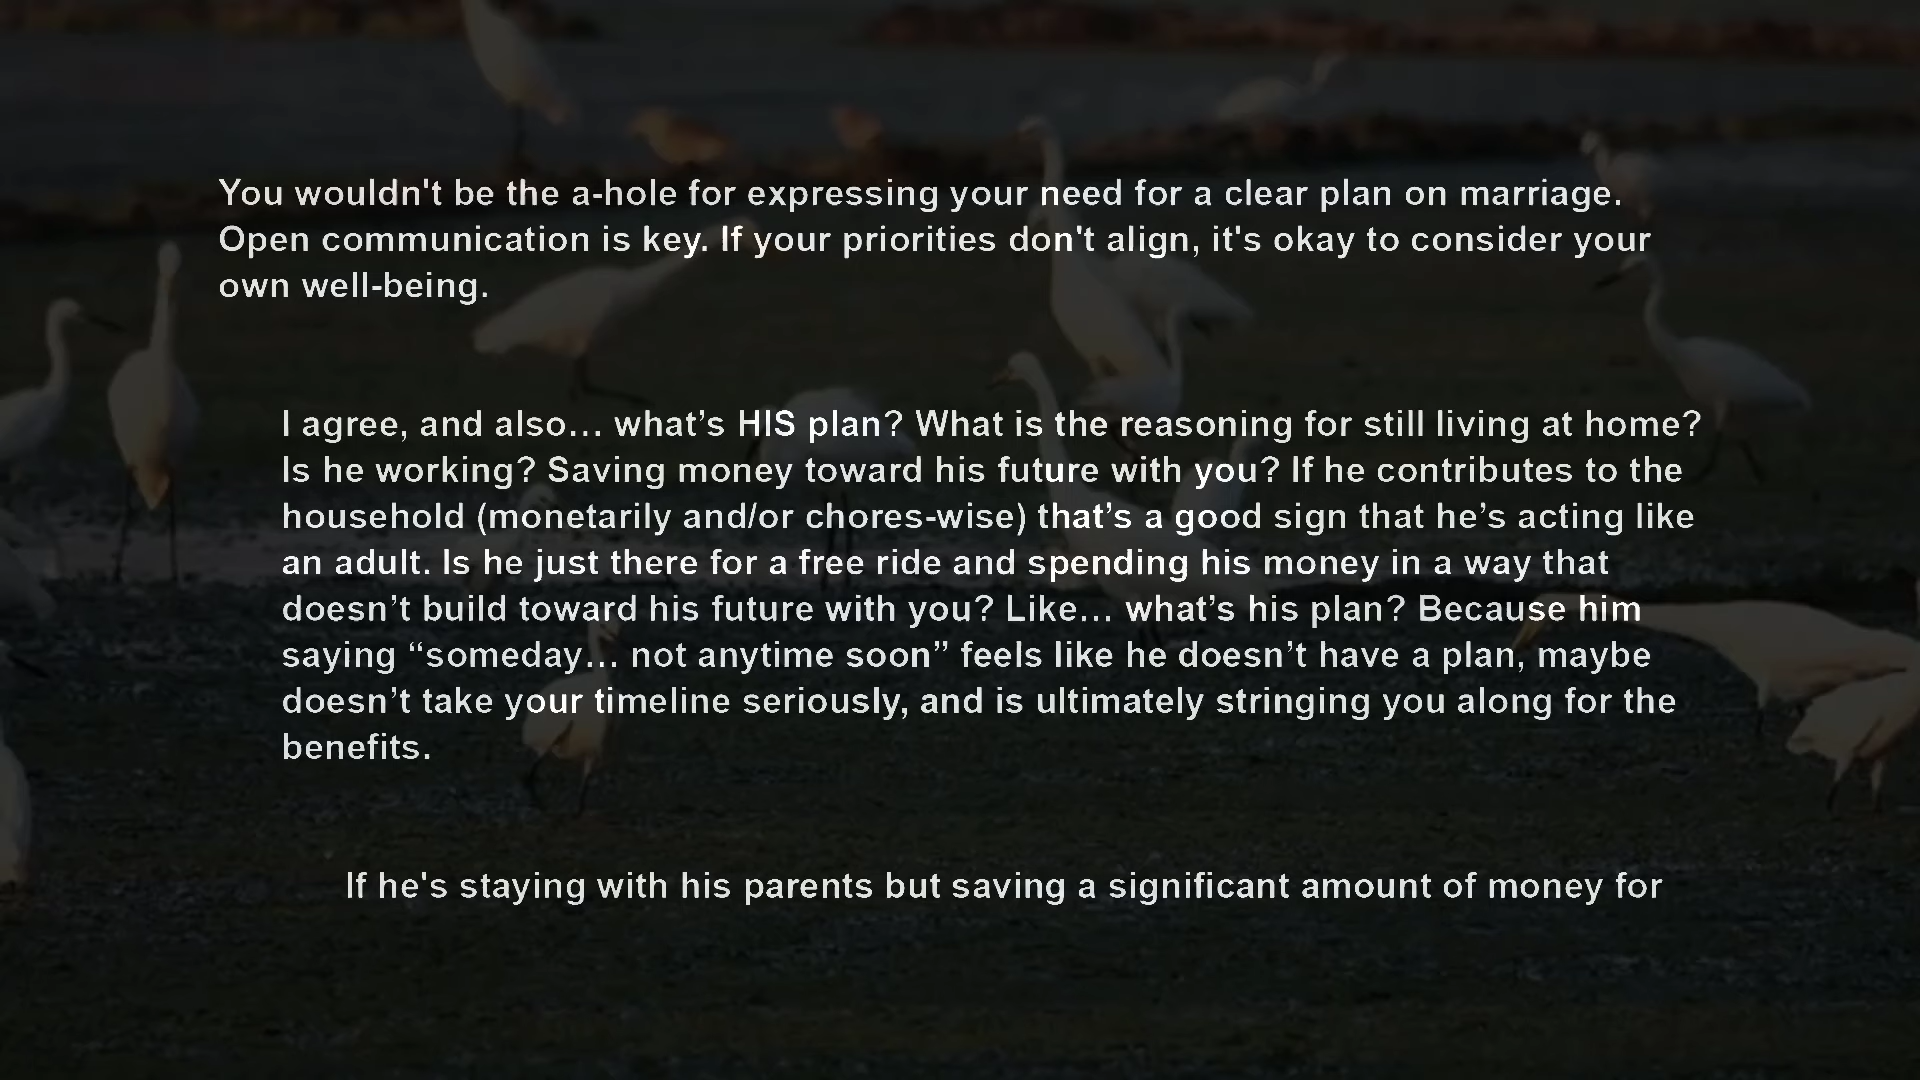 You wouldn't be the a-hole for expressing your need for a clear plan on marriage.
Open communication is key. If your priorities don't align, it's okay to consider your
own well-being.
I agree, and also… what’s HIS plan? What is the reasoning for still living at home?
Is he working? Saving money toward his future with you? If he contributes to the
household (monetarily and/or chores-wise) that’s a good sign that he’s acting like
an adult. Is he just there for a free ride and spending his money in a way that
doesn’t build toward his future with you? Like… what’s his plan? Because him
saying “someday… not anytime soon” feels like he doesn’t have a plan, maybe
doesn’t take your timeline seriously, and is ultimately stringing you along for the
benefits.
If he's staying with his parents but saving a significant amount of money for